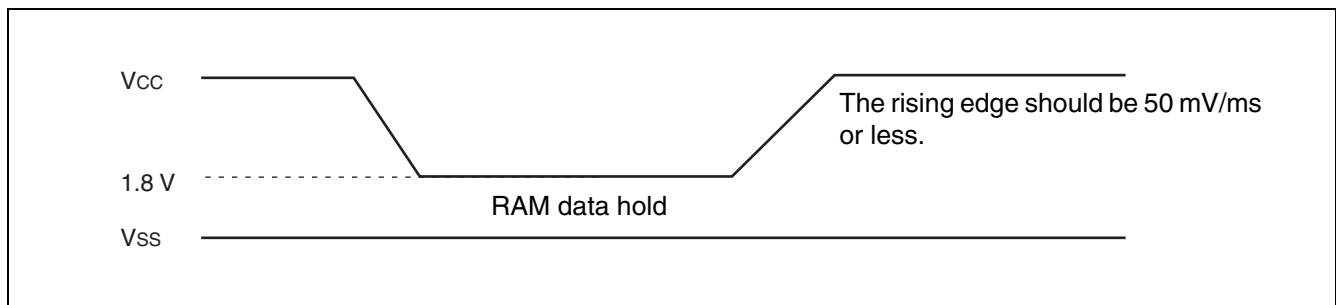 Vcc
The rising edge should be 50 mV/ms
or less.
1.8 V
RAM data hold
Vss